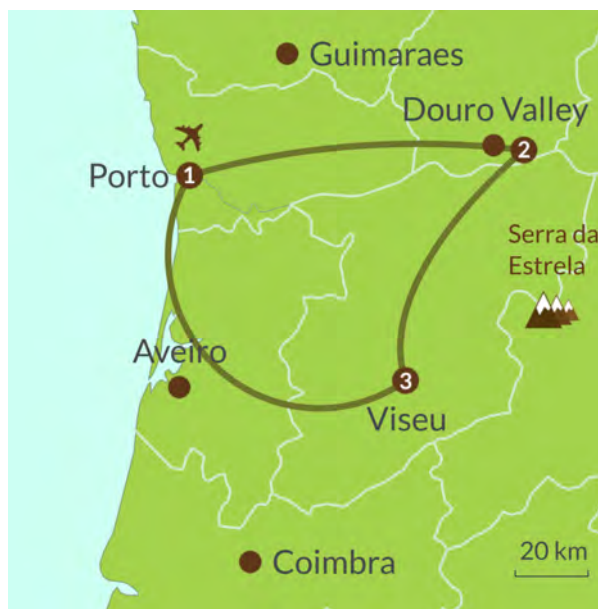 Guimaraes
Douro Valley
2
Porto
1
Serra da
Estrela
Aveiro
3
Viseu
Coimbra
20 km